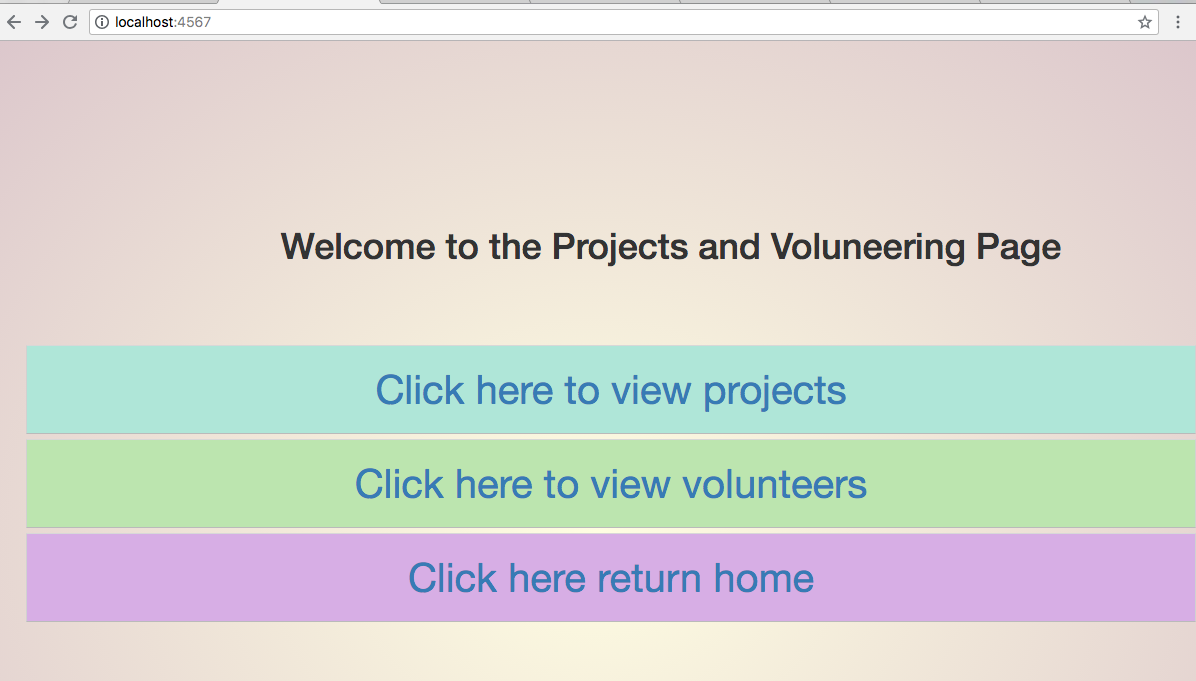 localhost:4567
Welcome to the Projects and Voluneering Page
Click here to view projects
Click here to view volunteers
Click here return home